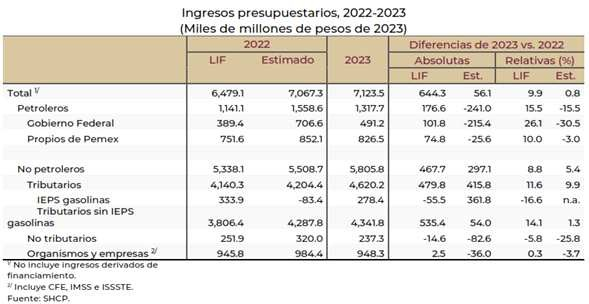 Ingresos presupuestarios, 2022-2023
(Miles de millones de pesos de 2023)
2022 Diferencias de 2023 vs. 2022
LIF Estimado 2023 Absolutas Relativas (%)
LIF Est. LIF Est.
Total 1/ 6,479.1 7,067.3 7,123.5 644.3 56.1 9.9 0.8
Petroleros 1,141.1 1,558.6 1,317.7 176.6 -241.0 15.5 -15.5
Gobierno Federal 389.4 706.6 491.2 101.8 -215.4 26.1 -30.5
Propios de Pemex 751.6 852.1 826.5 74.8 -25.6 10.0 -3.0
No petroleros 5,338.1 5,508.7 5,805.8 467.7 297.1 8.8 5.4
Tributarios 4,140.3 4,204.4 4,620.2 479.8 415.8 11.6 9.9
IEPS gasolinas 333.9 -83.4 278.4 -55.5 361.8 -16.6 n.a.
Tributarios sin IEPS
gasolinas 3,806.4 4,287.8 4,341.8 535.4 54.0 14.1 1.3
No tributarios 251.9 320.0 237.3 -14.6 -82.6 -5.8 -25.8
Organismos y empresas 2/ 945.8 984.4 948.3 2.5 -36.0 0.3 -3.7
1/ No incluye ingresos derivados de
financiamiento.
2/ Incluye CFE, IMSS e ISSSTE.
Fuente: SHCP.